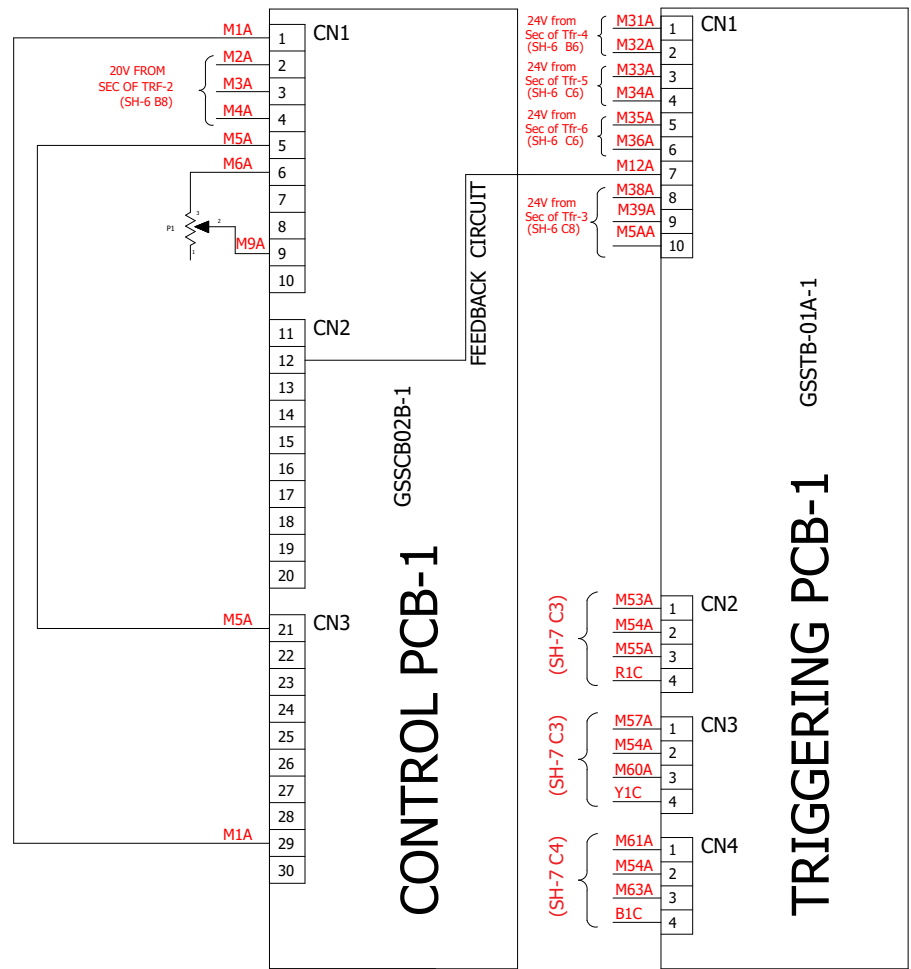 M1A
1
CN1
M2A
2
20V FROM
SEC OF TRF-2
(SH-6 B8)
M3A
3
M4A
4
M5A
5
M6A
6
7
3
P1
2
1
8
M9A
9
10
11
CN2
12
13
14
15
16
17
18
19
20
M5A
21
CN3
22
23
24
25
26
27
28
M1A
29
30
GSSCB02B-1
CONTROL PCB-1
FEEDBACK CIRCUIT
24V from
Sec of Tfr-4
(SH-6 B6)
M31A
1
CN1
M32A
2
24V from
Sec of Tfr-5
(SH-6 C6)
M33A
3
M34A
4
24V from
Sec of Tfr-6
(SH-6 C6)
M35A
5
M36A
6
M12A
7
24V from
Sec of Tfr-3
(SH-6 C8)
M38A
8
M39A
9
M5AA
10
GSSTB-01A-1
TRIGGERING PCB-1
(SH-7 C3)
M53A
1
CN2
M54A
2
M55A
3
R1C
4
(SH-7 C3)
M57A
1
CN3
M54A
2
M60A
3
Y1C
4
(SH-7 C4)
M61A
1
CN4
M54A
2
M63A
3
B1C
4